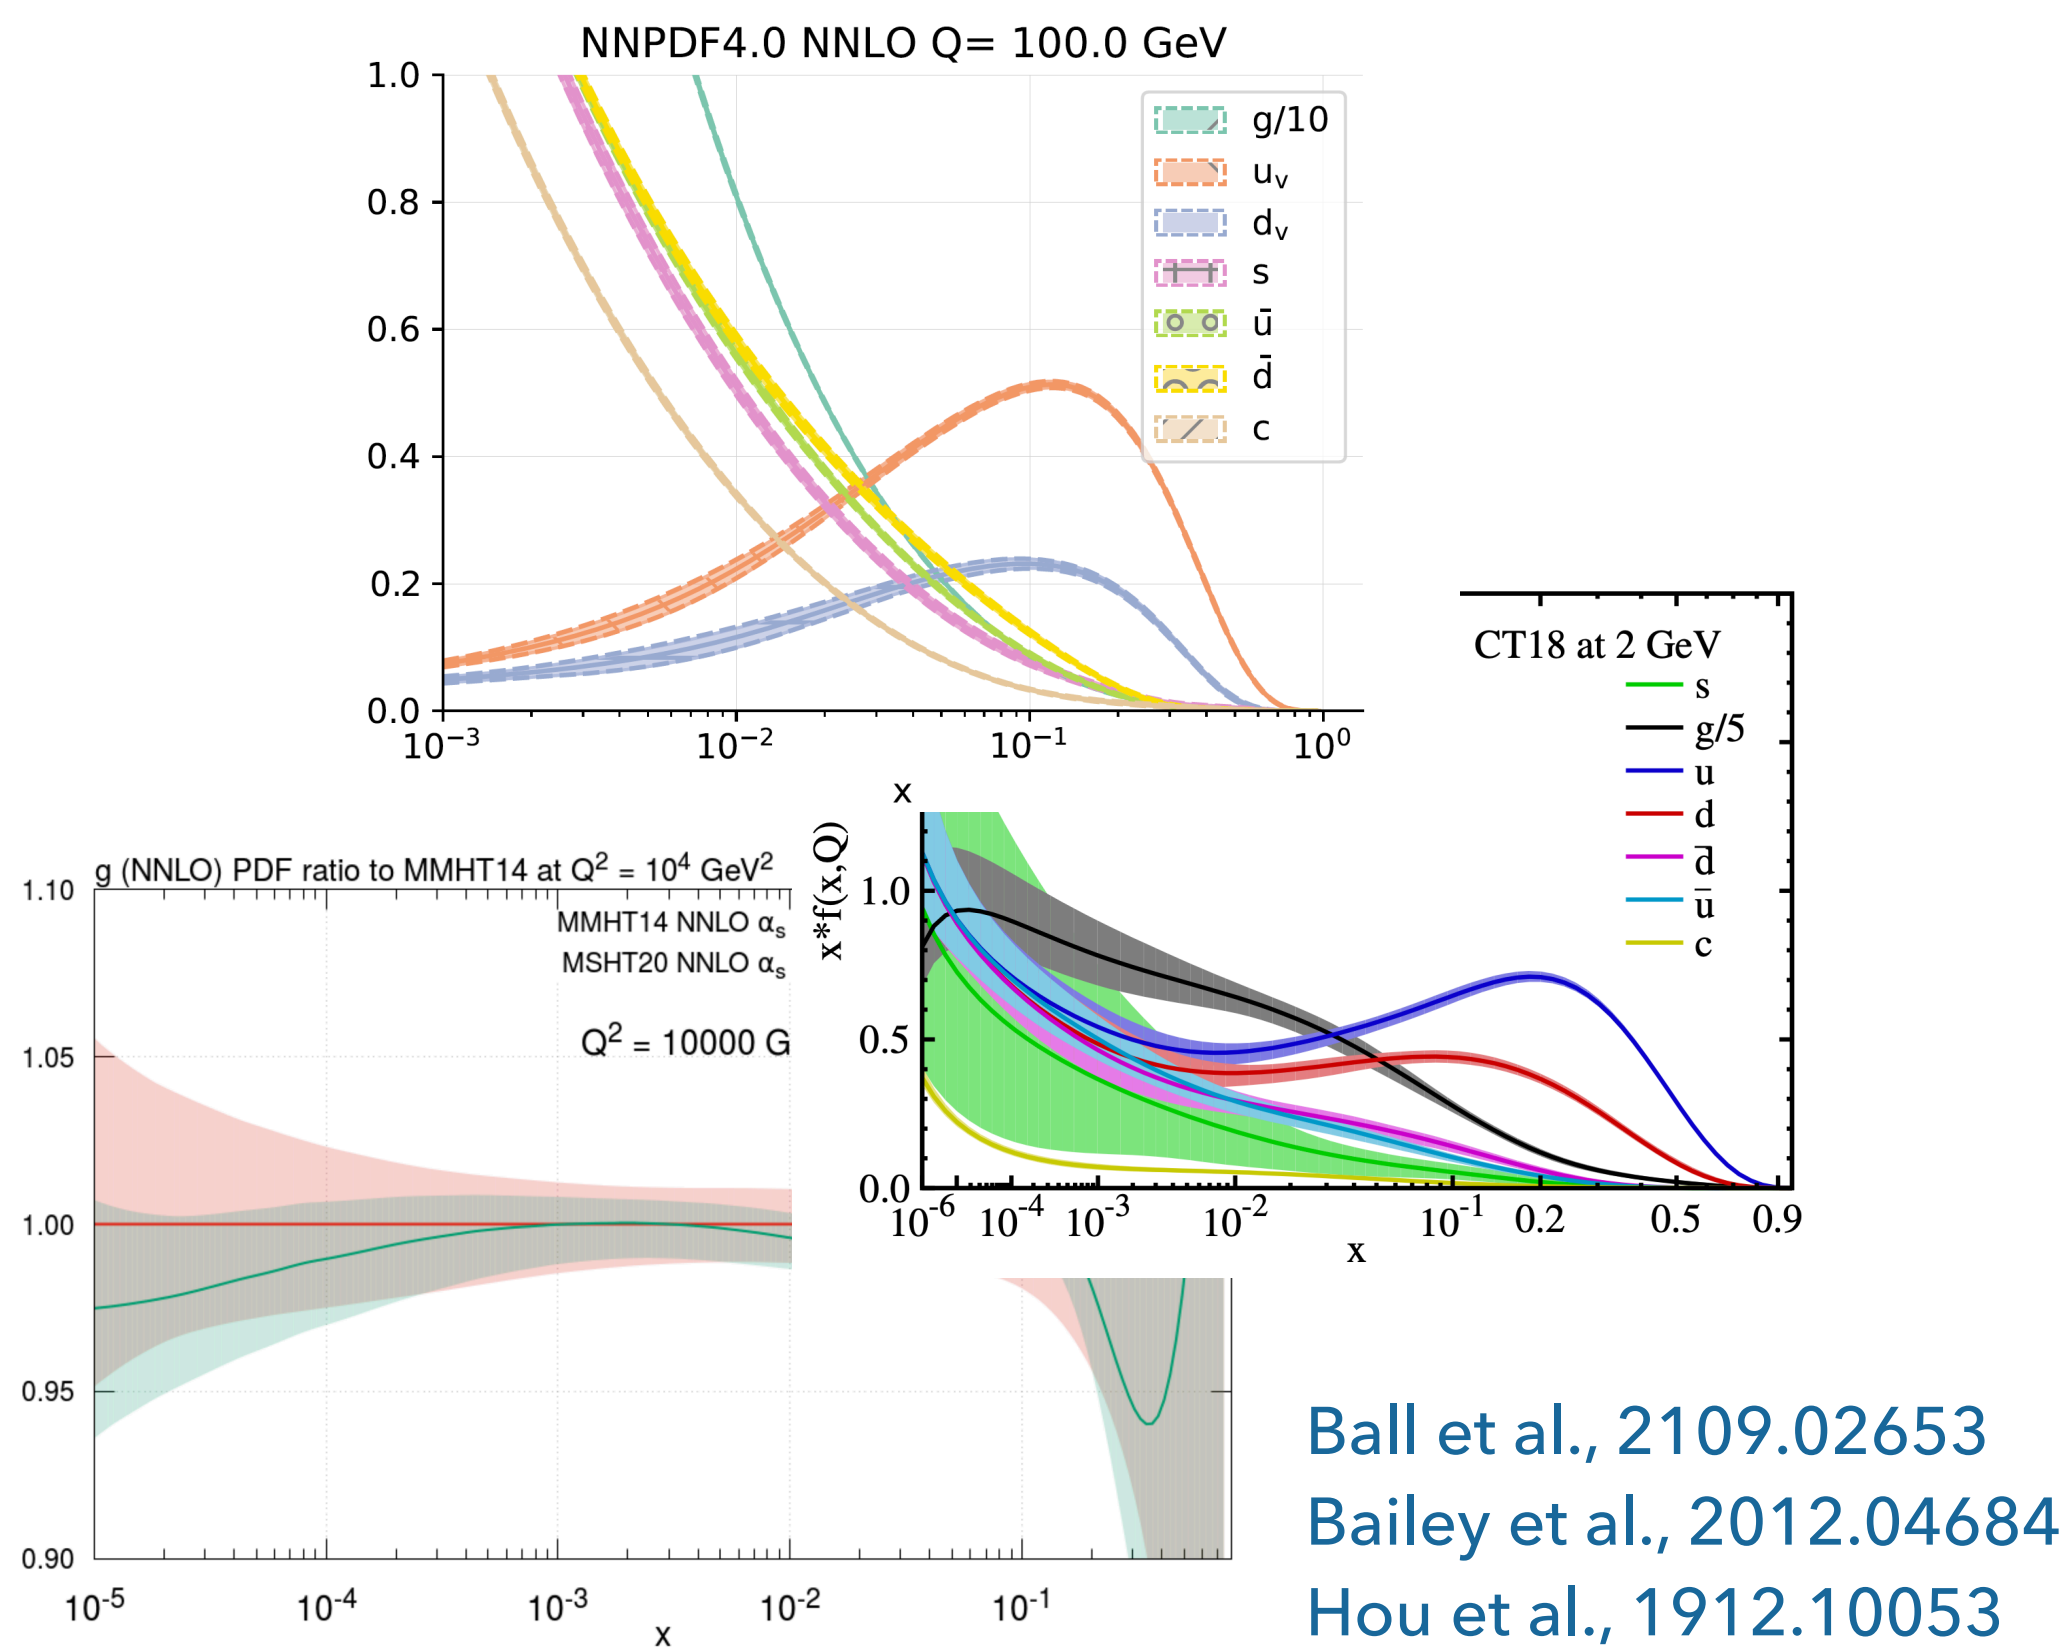 NNPDF4.0 NNLO Q= 100.0 GeV
1.0
0.8
0.6
0.4
0.2
0.0
g/10
u_v
d_v
s
ū
d̄
c
10⁻³ 10⁻² 10⁻¹ 10⁰
x
CT18 at 2 GeV
s
g/5
u
d
d̄
ū
c
x*f(x,Q)
1.0
0.5
0.0
10⁻⁶ 10⁻⁴ 10⁻³ 10⁻² 10⁻¹ 0.2 0.5 0.9
x
g (NNLO) PDF ratio to MMHT14 at Q² = 10⁴ GeV²
MMHT14 NNLO αₛ
MSHT20 NNLO αₛ
Q² = 10000 G
1.10
1.05
1.00
0.95
0.90
10⁻⁵ 10⁻⁴ 10⁻³ 10⁻² 10⁻¹
x
Ball et al., 2109.02653
Bailey et al., 2012.04684
Hou et al., 1912.10053